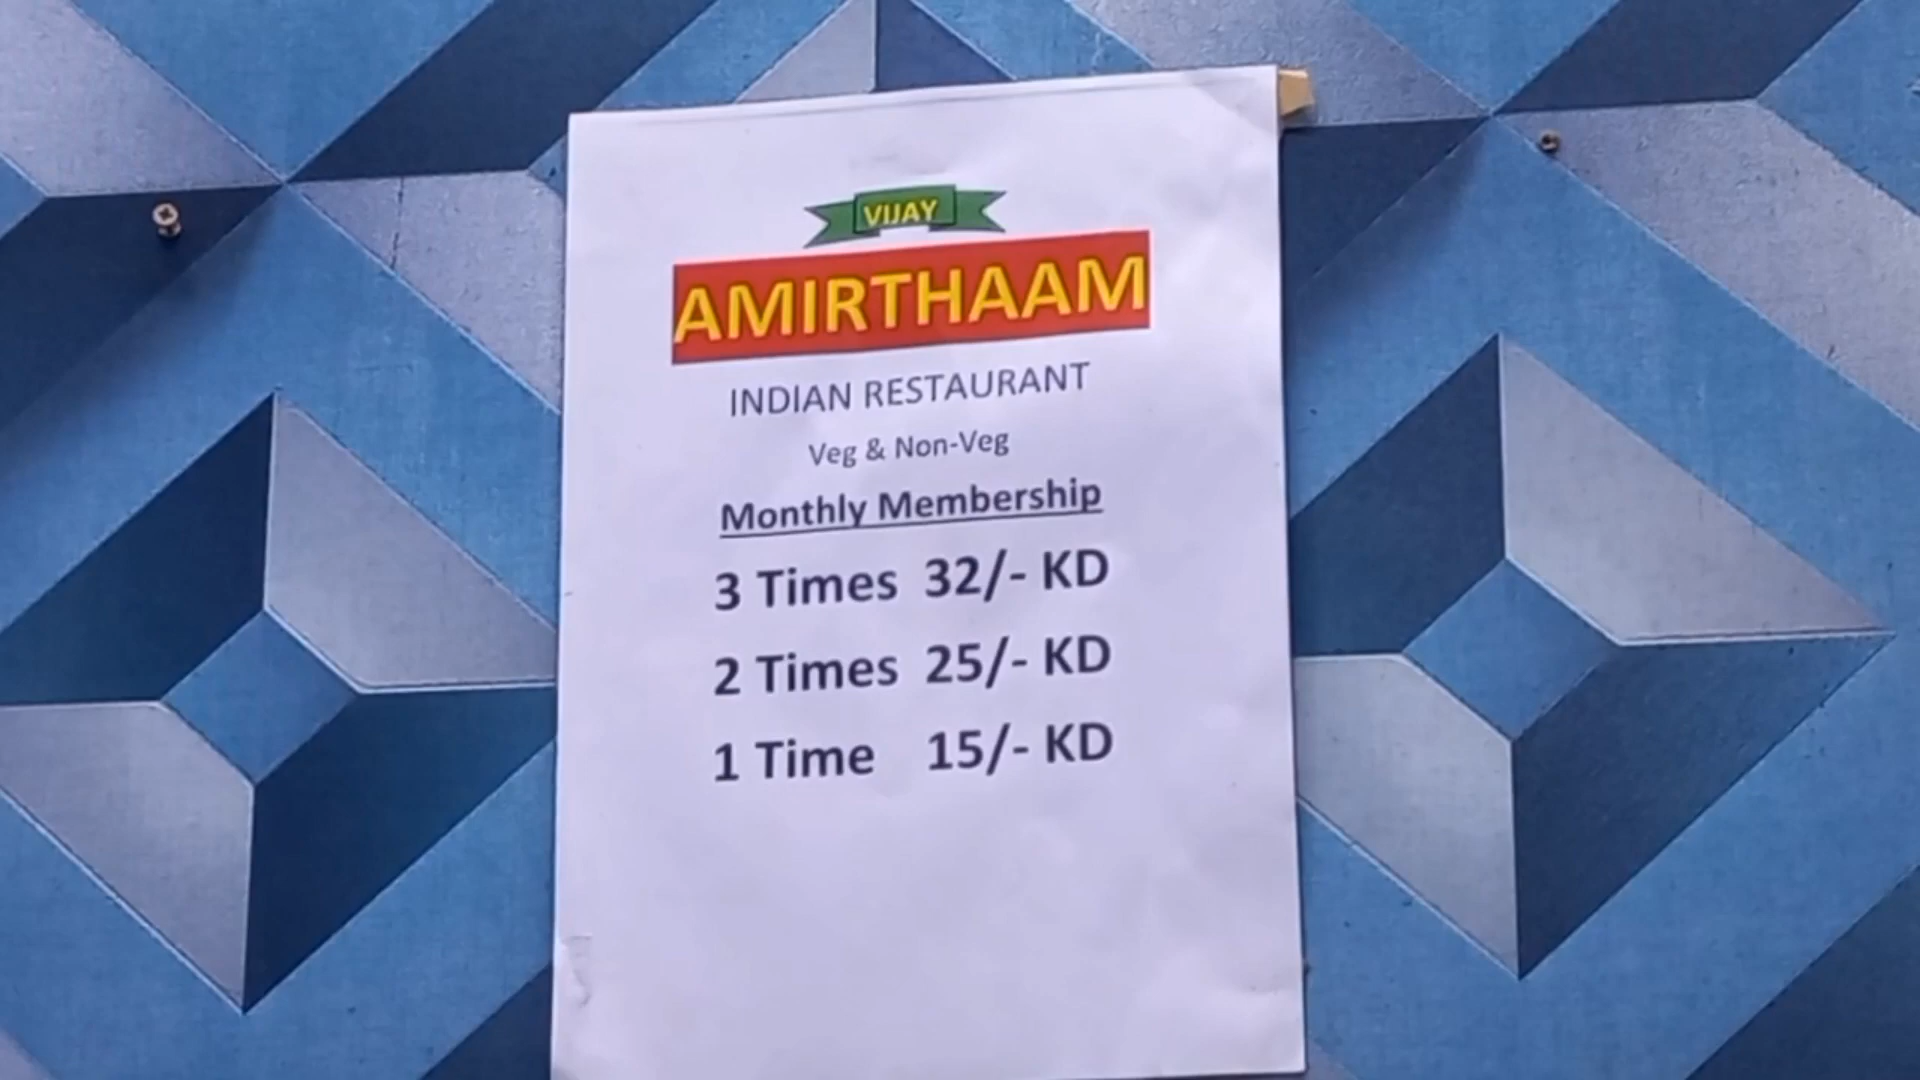 VIJAY
AMIRTHAAM
INDIAN RESTAURANT
Veg & Non-Veg
Monthly Membership
3 Times 32/- KD
2 Times 25/- KD
1 Time 15/- KD